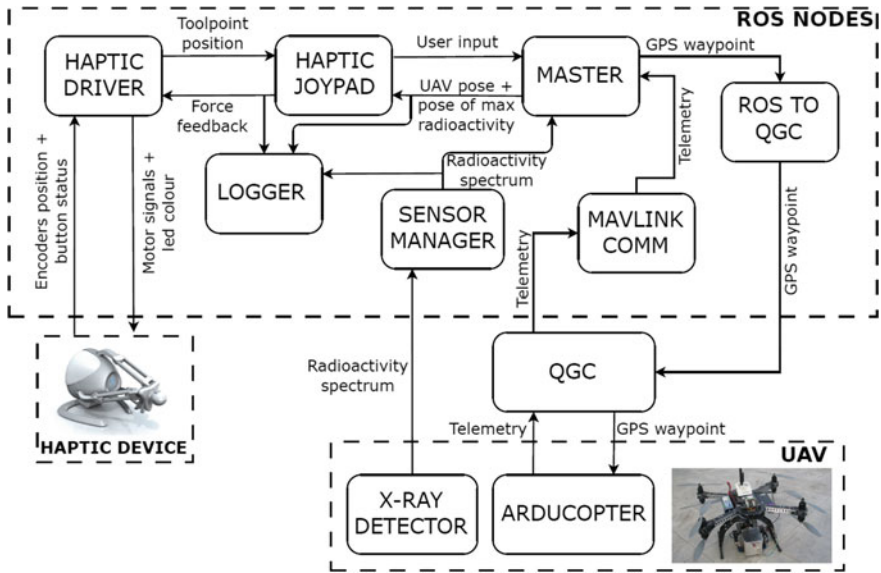 ROS NODES
Toolpoint
position
User input
GPS waypoint
HAPTIC
DRIVER
HAPTIC
JOYPAD
MASTER
ROS TO
QGC
Force
feedback
UAV pose +
pose of max
radioactivity
Telemetry
Encoders position +
button status
Motor signals +
led colour
LOGGER
Radioactivity
spectrum
SENSOR
MANAGER
MAVLINK
COMM
GPS waypoint
Telemetry
HAPTIC DEVICE
Radioactivity
spectrum
QGC
Telemetry
GPS waypoint
UAV
X-RAY
DETECTOR
ARDUCOPTER